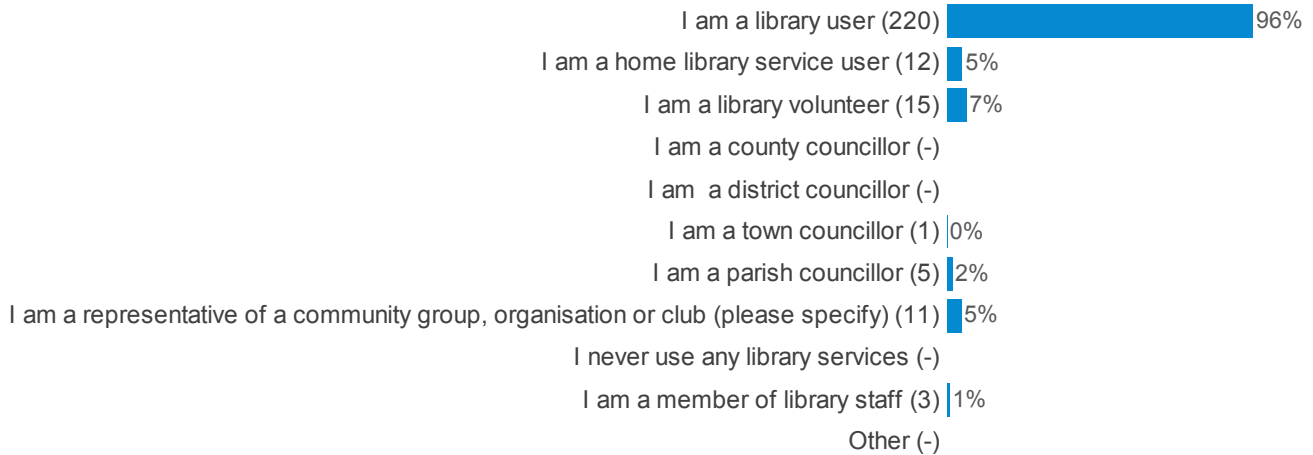 I am a library user (220) 96%
I am a home library service user (12) 5%
I am a library volunteer (15) 7%
I am a county councillor (-)
I am  a district councillor (-)
I am a town councillor (1) 0%
I am a parish councillor (5) 2%
I am a representative of a community group, organisation or club (please specify) (11) 5%
I never use any library services (-)
I am a member of library staff (3) 1%
Other (-)